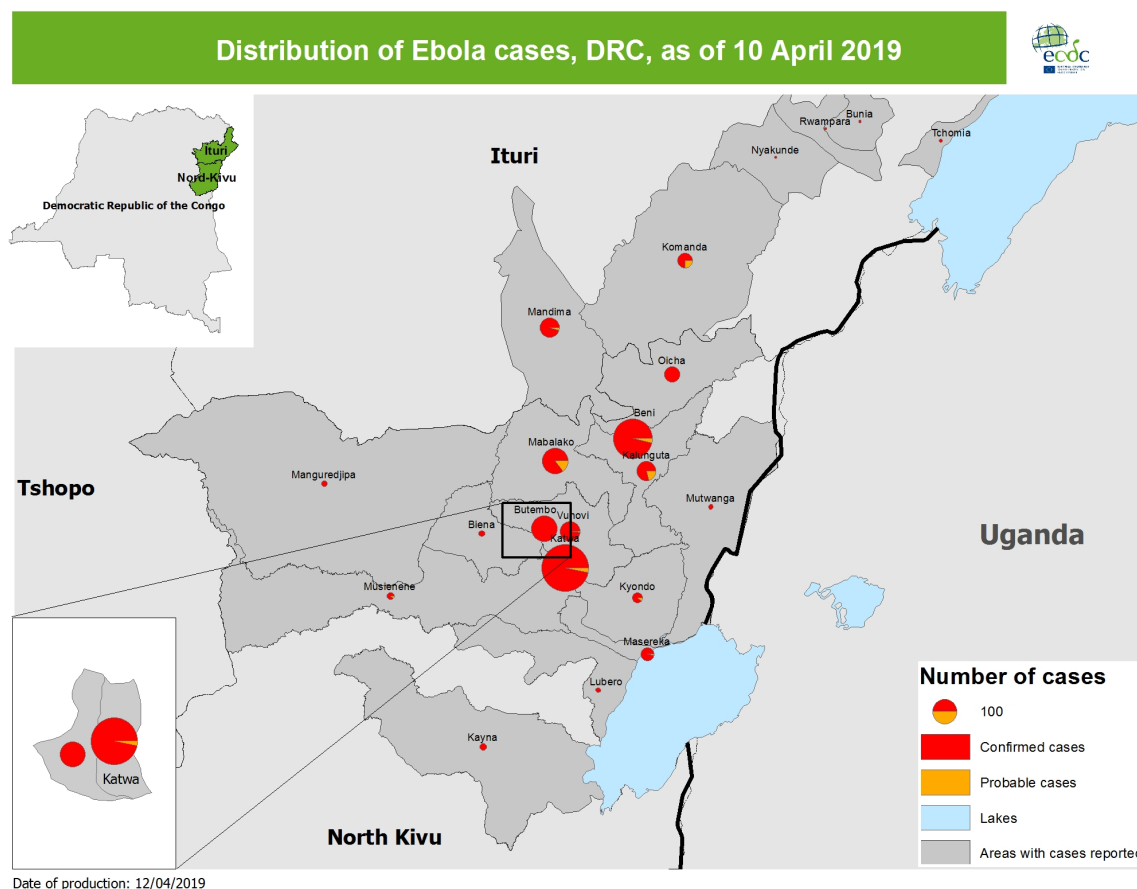 Distribution of Ebola cases, DRC, as of 10 April 2019
ecdc
Ituri
Nord-Kivu
Democratic Republic of the Congo
Ituri
Rwampara
Bunia
Tchomia
Nyakunde
Komanda
Mandima
Oicha
Beni
Mabalako
Kalunguta
Manguredjipa
Tshopo
Mutwanga
Butembo
Vuhovi
Biena
Katwa
Uganda
Musienene
Kyondo
Masereka
Lubero
Kayna
Katwa
North Kivu
Number of cases
100
Confirmed cases
Probable cases
Lakes
Areas with cases reported
Date of production: 12/04/2019